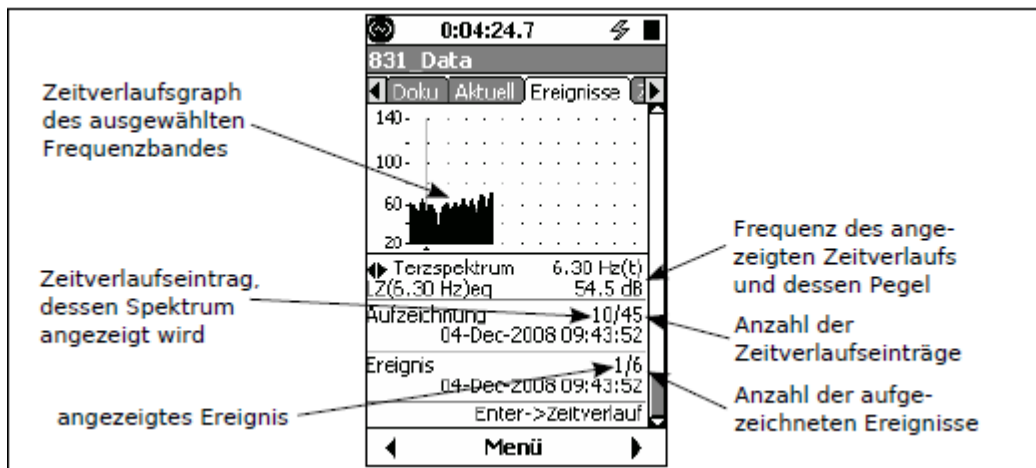 0:04:24.7
831_Data
Doku Aktuell Ereignisse
140
100
60
20
Terzspektrum 6.30 Hz(t)
LZ(6.30 Hz)eq 54.5 dB
Aufzeichnung 10/45
04-Dec-2008 09:43:52
Ereignis 1/6
04-Dec-2008 09:43:52
Enter->Zeitverlauf
Menü
Zeitverlaufsgraph
des ausgewählten
Frequenzbandes
Zeitverlaufseintrag,
dessen Spektrum
angezeigt wird
angezeigtes Ereignis
Frequenz des ange-
zeigten Zeitverlaufs
und dessen Pegel
Anzahl der
Zeitverlaufseinträge
Anzahl der aufge-
zeichneten Ereignisse